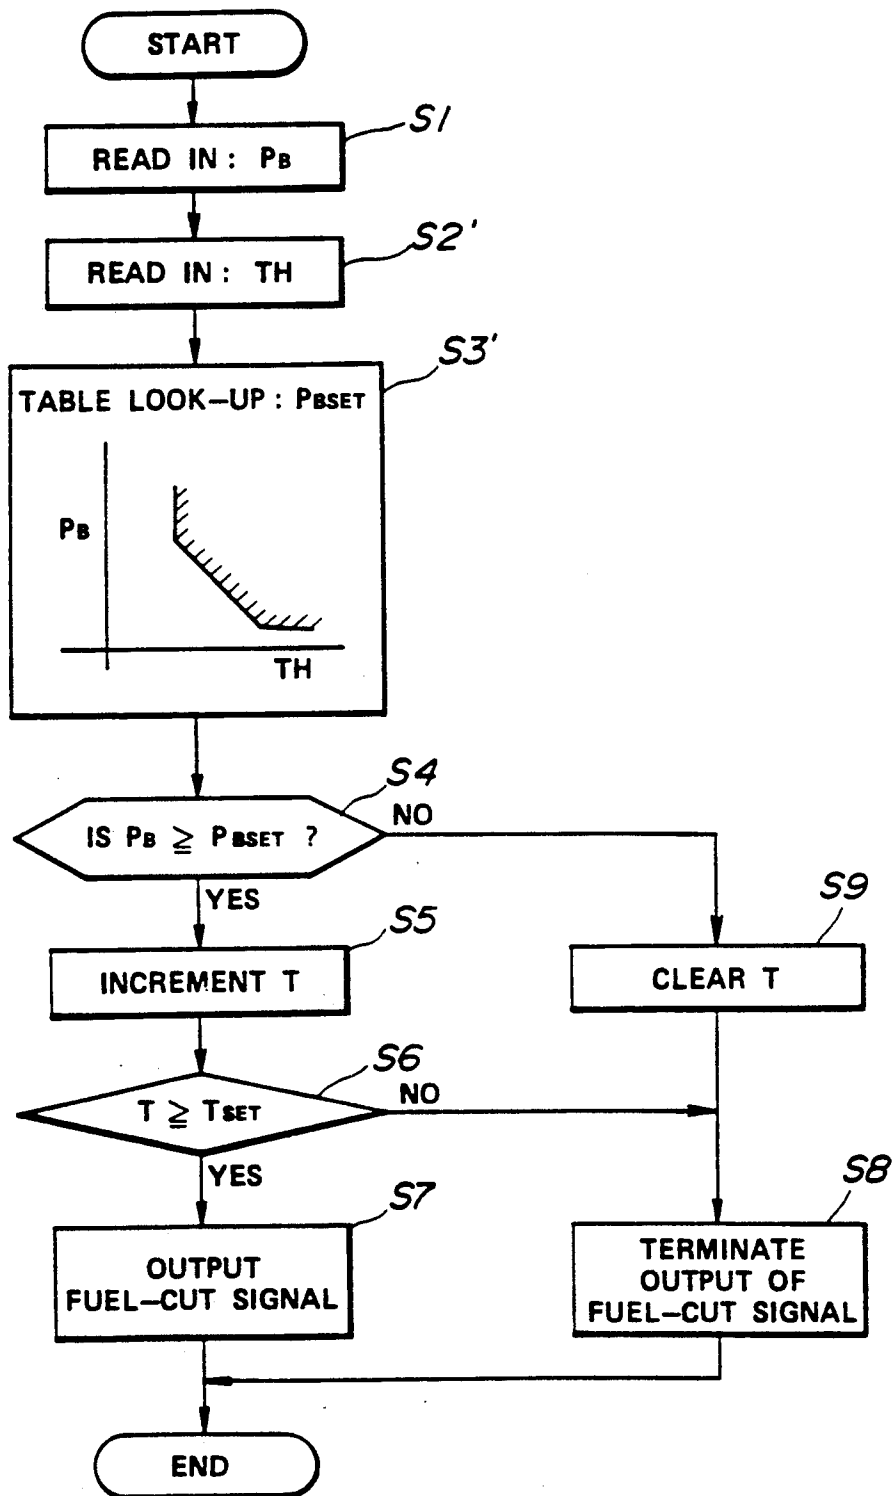 START
S1
READ IN : PB
S2'
READ IN : TH
S3'
TABLE LOOK-UP : PBSET
PB
TH
S4
IS PB ≧ PBSET ?
NO
YES
S5
INCREMENT T
S9
CLEAR T
S6
T ≧ TSET
NO
YES
S7
OUTPUT
FUEL-CUT SIGNAL
S8
TERMINATE
OUTPUT OF
FUEL-CUT SIGNAL
END